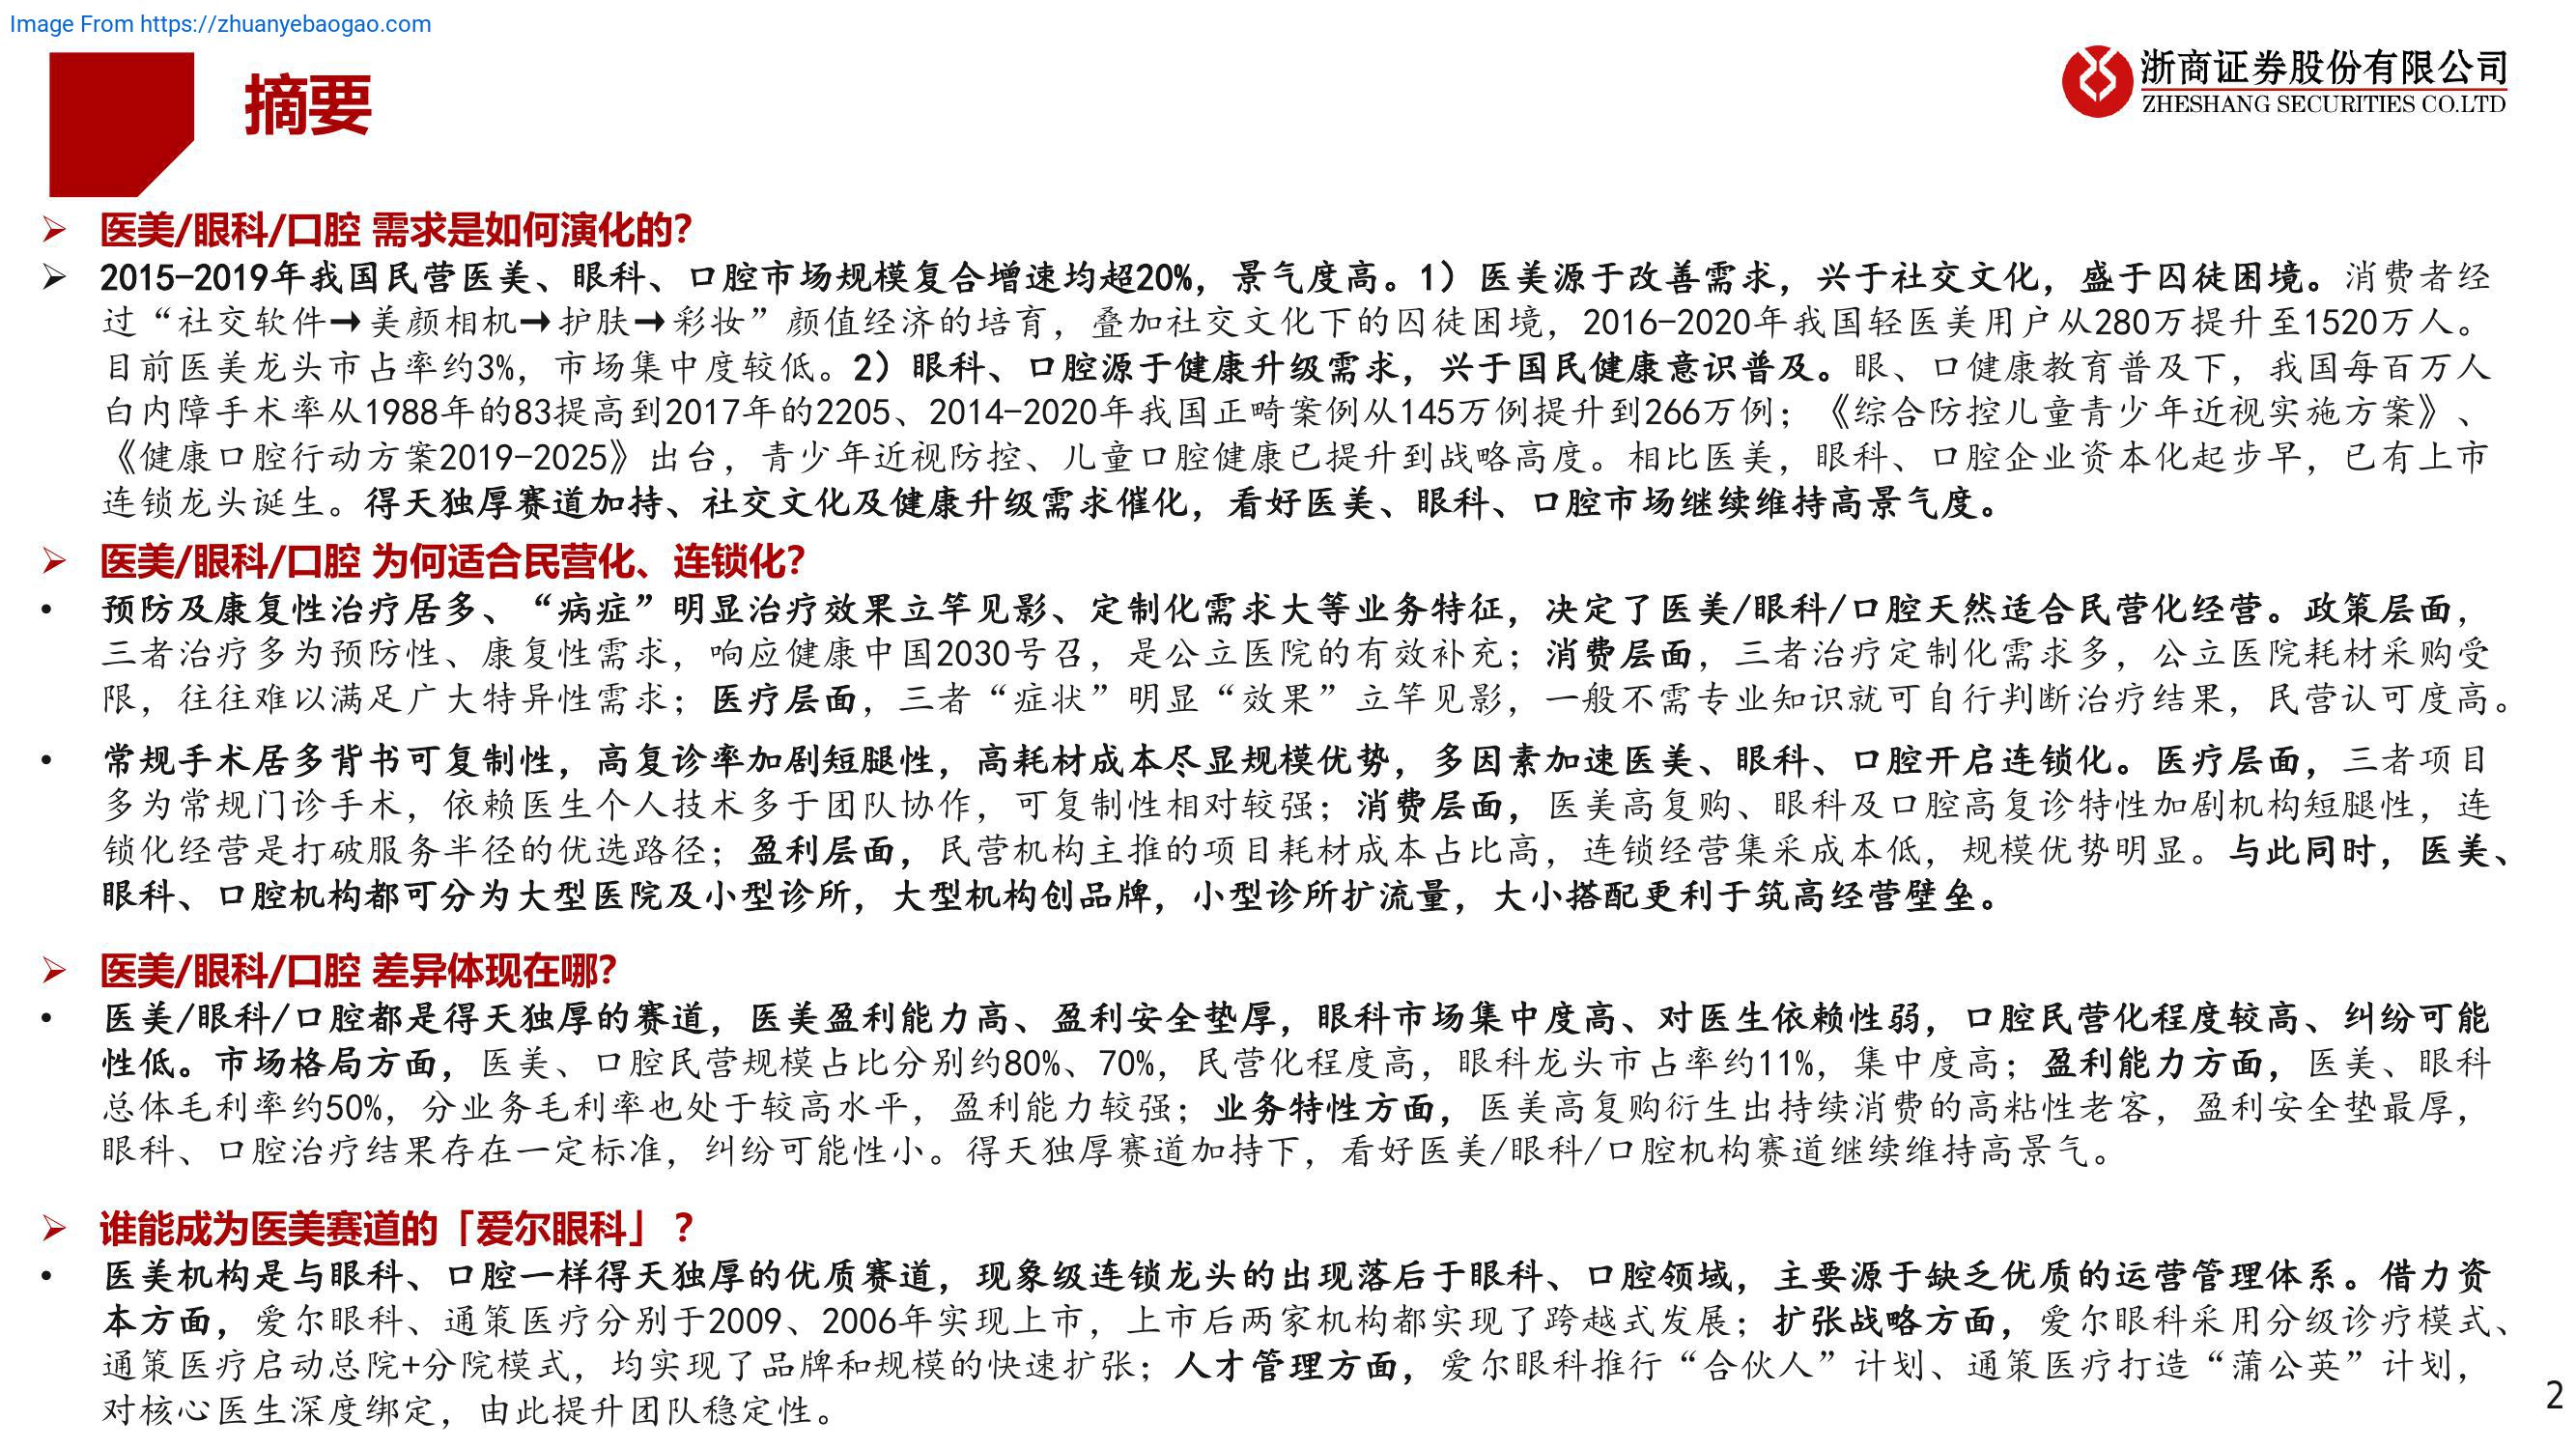 Image From https://zhuanyebaogao.com
摘要
浙商证券股份有限公司
ZHESHANG SECURITIES CO.LTD
➢ 医美/眼科/口腔 需求是如何演化的?
➢ 2015-2019年我国民营医美、眼科、口腔市场规模复合增速均超20%，景气度高。1）医美源于改善需求，兴于社交文化，盛于囚徒困境。消费者经
过“社交软件→美颜相机→护肤→彩妆”颜值经济的培育，叠加社交文化下的囚徒困境，2016-2020年我国轻医美用户从280万提升至1520万人。
目前医美龙头市占率约3%，市场集中度较低。2）眼科、口腔源于健康升级需求，兴于国民健康意识普及。眼、口健康教育普及下，我国每百万人
白内障手术率从1988年的83提高到2017年的2205、2014-2020年我国正畸案例从145万例提升到266万例；《综合防控儿童青少年近视实施方案》、
《健康口腔行动方案2019-2025》出台，青少年近视防控、儿童口腔健康已提升到战略高度。相比医美，眼科、口腔企业资本化起步早，已有上市
连锁龙头诞生。得天独厚赛道加持、社交文化及健康升级需求催化，看好医美、眼科、口腔市场继续维持高景气度。
➢ 医美/眼科/口腔 为何适合民营化、连锁化?
• 预防及康复性治疗居多、“病症”明显治疗效果立竿见影、定制化需求大等业务特征，决定了医美/眼科/口腔天然适合民营化经营。政策层面，
三者治疗多为预防性、康复性需求，响应健康中国2030号召，是公立医院的有效补充；消费层面，三者治疗定制化需求多，公立医院耗材采购受
限，往往难以满足广大特异性需求；医疗层面，三者“症状”明显“效果”立竿见影，一般不需专业知识就可自行判断治疗结果，民营认可度高。
• 常规手术居多背书可复制性，高复诊率加剧短腿性，高耗材成本尽显规模优势，多因素加速医美、眼科、口腔开启连锁化。医疗层面，三者项目
多为常规门诊手术，依赖医生个人技术多于团队协作，可复制性相对较强；消费层面，医美高复购、眼科及口腔高复诊特性加剧机构短腿性，连
锁化经营是打破服务半径的优选路径；盈利层面，民营机构主推的项目耗材成本占比高，连锁经营集采成本低，规模优势明显。与此同时，医美、
眼科、口腔机构都可分为大型医院及小型诊所，大型机构创品牌，小型诊所扩流量，大小搭配更利于筑高经营壁垒。
➢ 医美/眼科/口腔 差异体现在哪?
• 医美/眼科/口腔都是得天独厚的赛道，医美盈利能力高、盈利安全垫厚，眼科市场集中度高、对医生依赖性弱，口腔民营化程度较高、纠纷可能
性低。市场格局方面，医美、口腔民营规模占比分别约80%、70%，民营化程度高，眼科龙头市占率约11%，集中度高；盈利能力方面，医美、眼科
总体毛利率约50%，分业务毛利率也处于较高水平，盈利能力较强；业务特性方面，医美高复购衍生出持续消费的高粘性老客，盈利安全垫最厚，
眼科、口腔治疗结果存在一定标准，纠纷可能性小。得天独厚赛道加持下，看好医美/眼科/口腔机构赛道继续维持高景气。
➢ 谁能成为医美赛道的「爱尔眼科」？
• 医美机构是与眼科、口腔一样得天独厚的优质赛道，现象级连锁龙头的出现落后于眼科、口腔领域，主要源于缺乏优质的运营管理体系。借力资
本方面，爱尔眼科、通策医疗分别于2009、2006年实现上市，上市后两家机构都实现了跨越式发展；扩张战略方面，爱尔眼科采用分级诊疗模式、
通策医疗启动总院+分院模式，均实现了品牌和规模的快速扩张；人才管理方面，爱尔眼科推行“合伙人”计划、通策医疗打造“蒲公英”计划，
对核心医生深度绑定，由此提升团队稳定性。
2